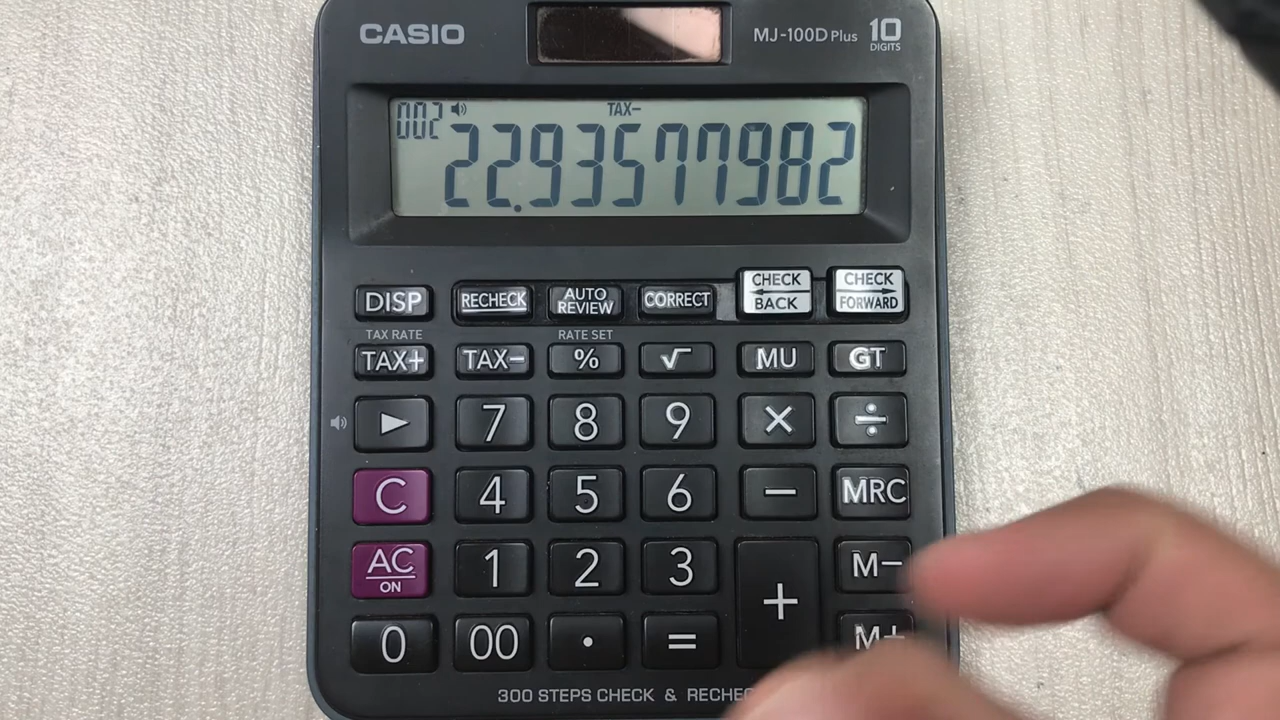 CASIO MJ-100D Plus 10 DIGITS
002 TAX−
22.93577982
DISP RECHECK AUTO REVIEW CORRECT CHECK BACK CHECK FORWARD
TAX RATE RATE SET
TAX+ TAX− % √ MU GT
► 7 8 9 × ÷
C 4 5 6 − MRC
AC ON 1 2 3 + M−
0 00 · = M+
300 STEPS CHECK & RECHEC